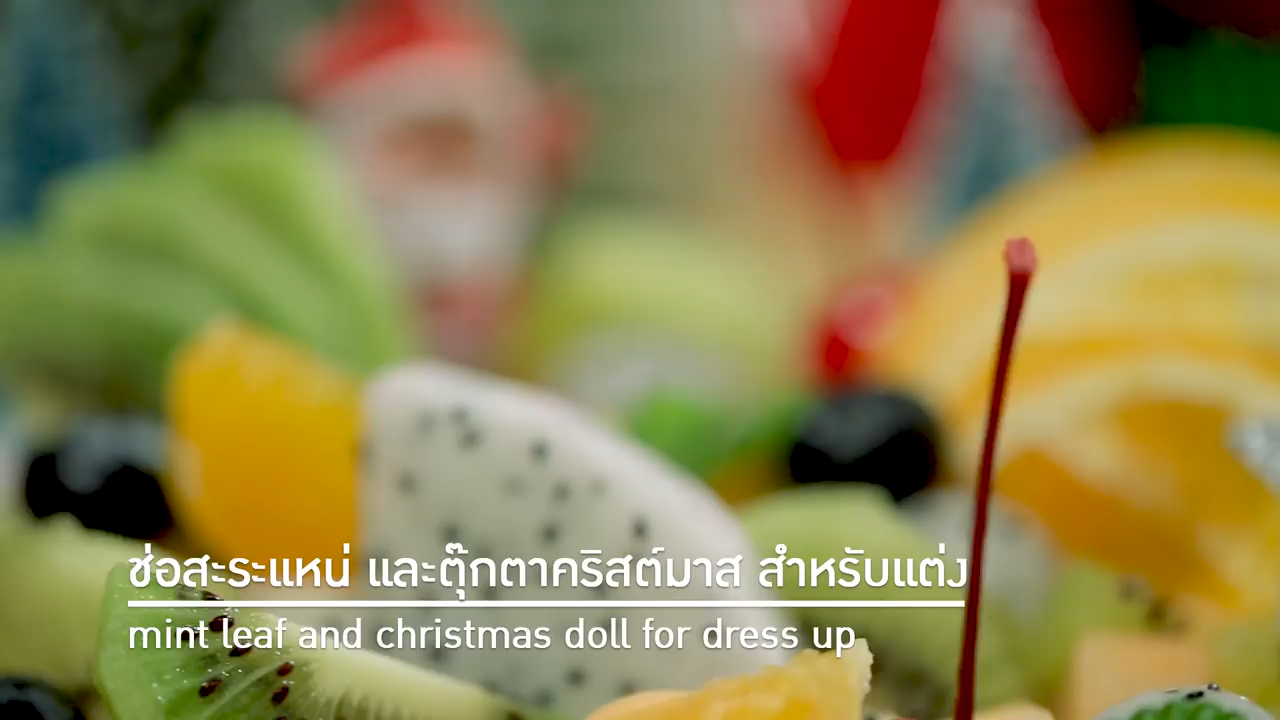 ช่อสะระแหน่ และตุ๊กตาคริสต์มาส สำหรับแต่ง
mint leaf and christmas doll for dress up